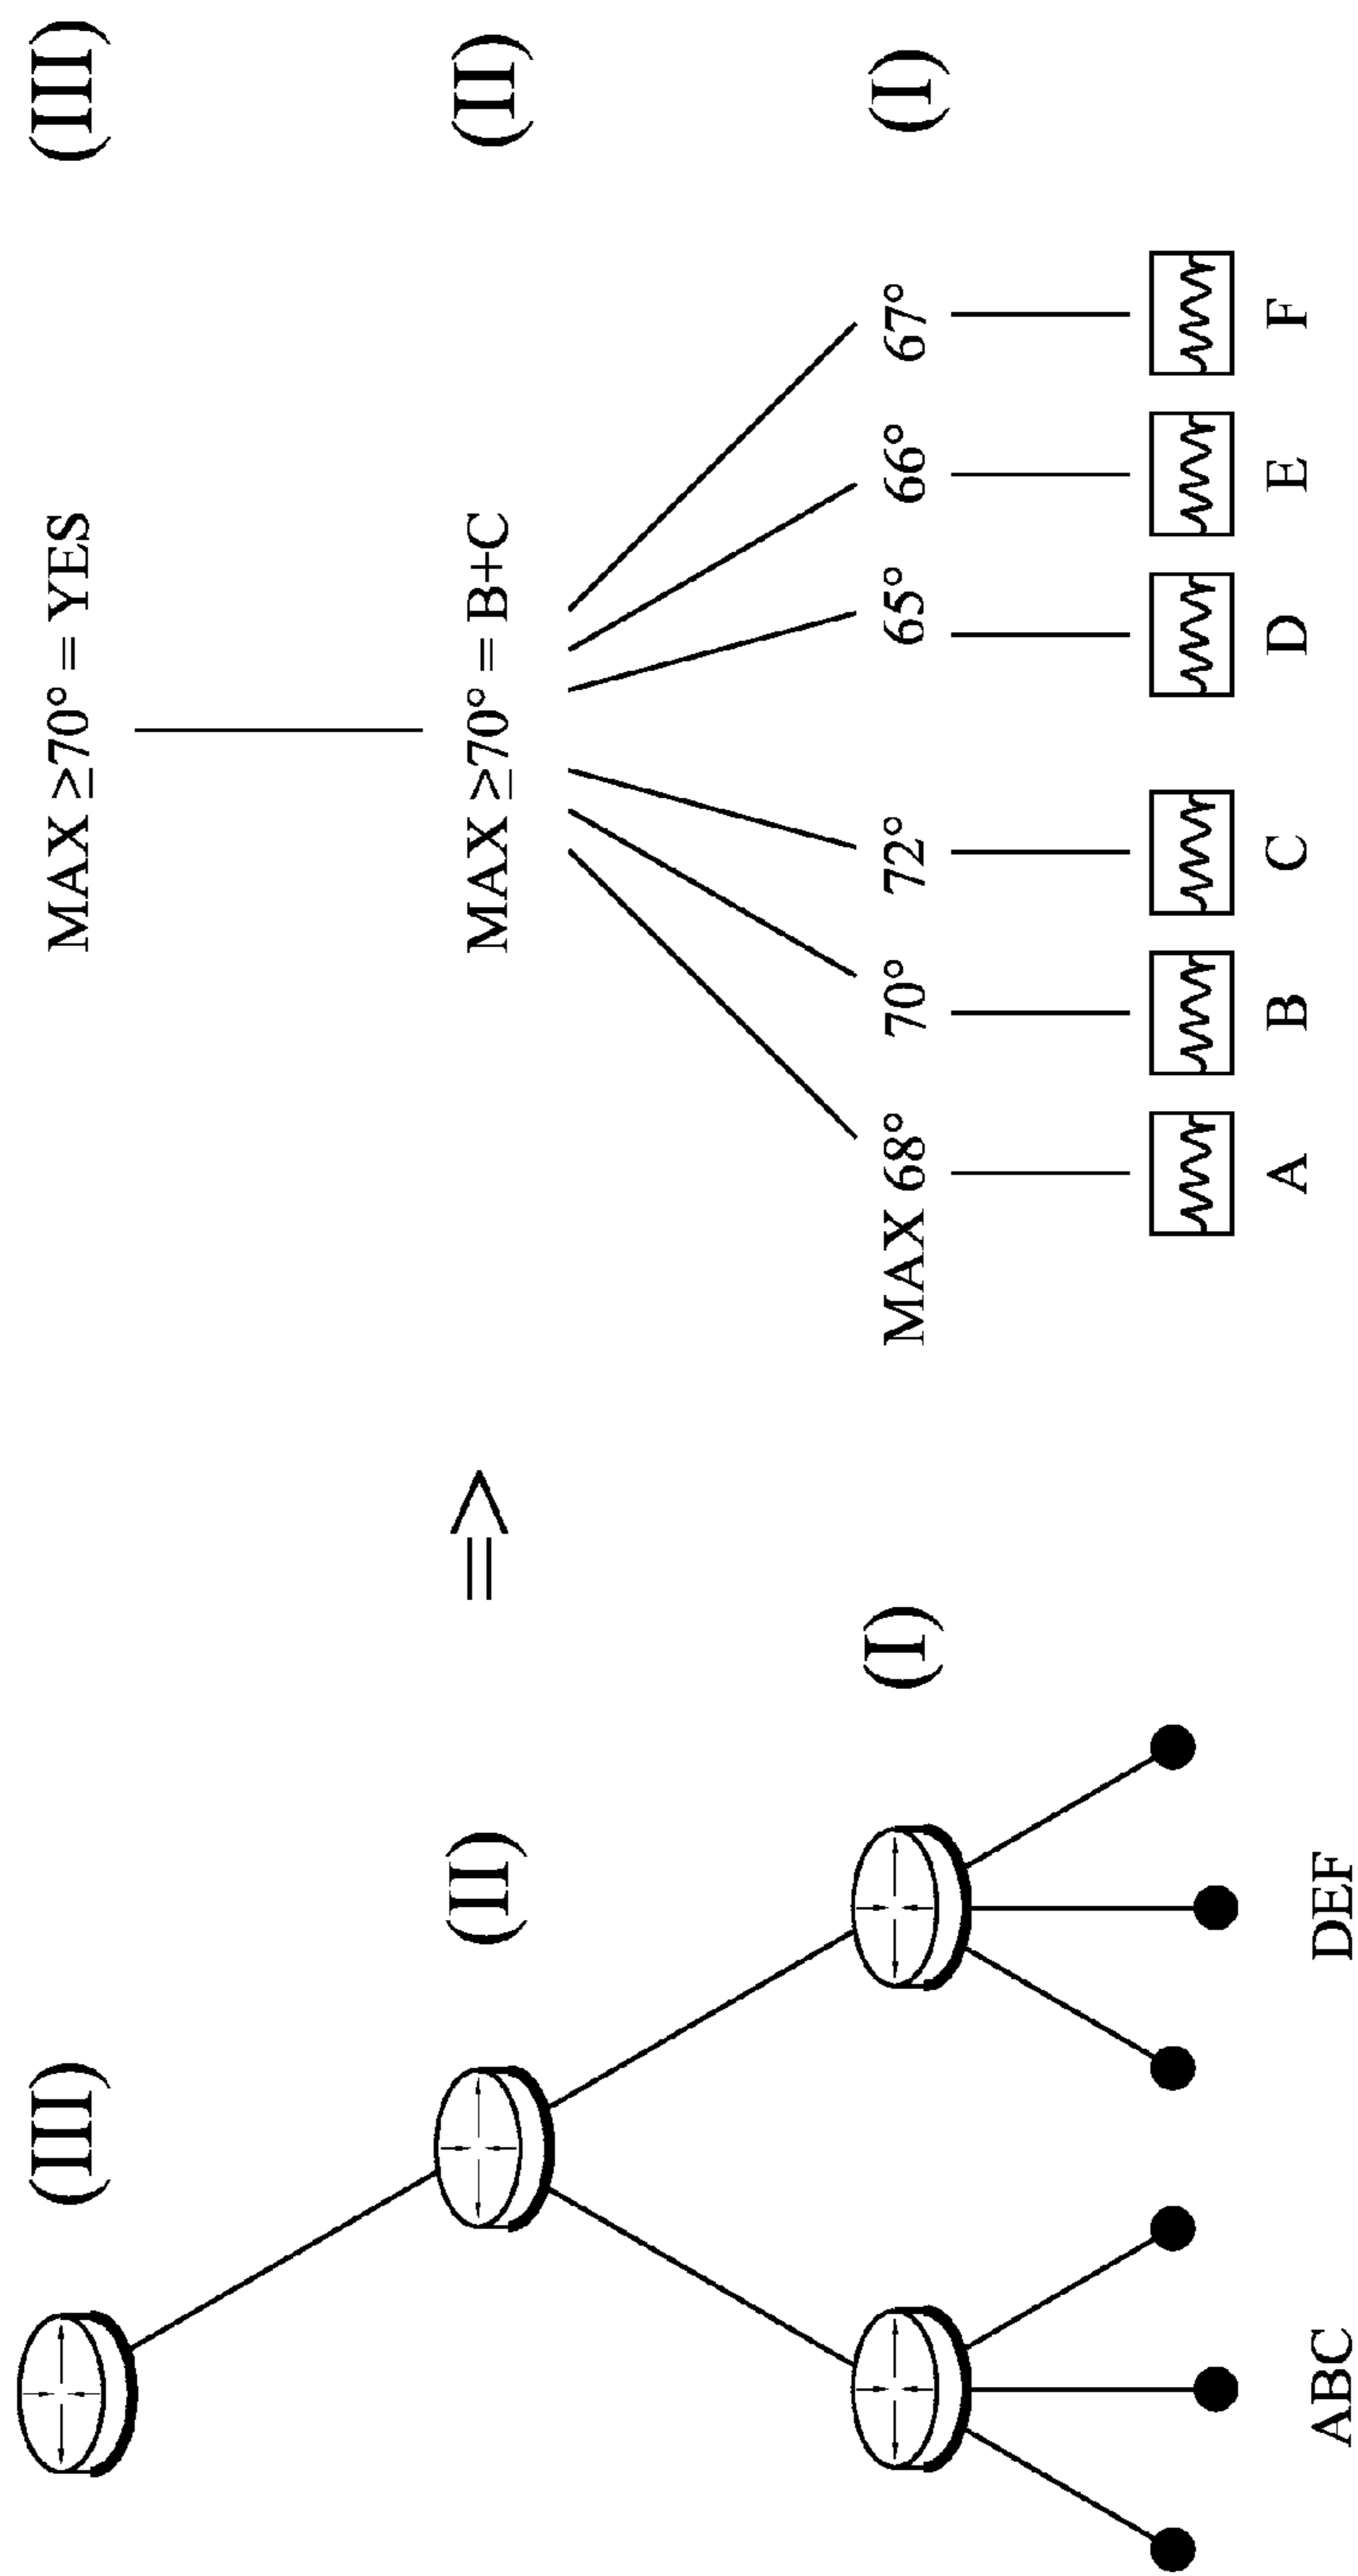 (III)
(II)
(I)
ABC
DEF
=>
MAX ≥70° = YES
(III)
MAX ≥70° = B+C
(II)
MAX 68° 70° 72° 65° 66° 67°
(I)
A B C D E F